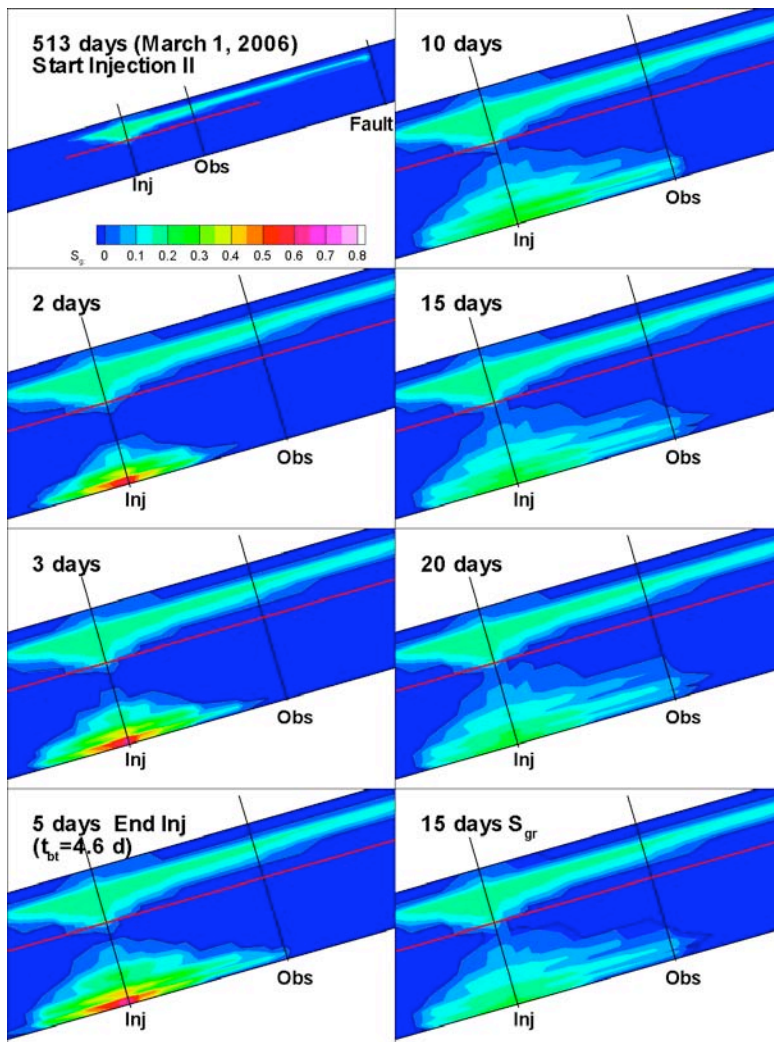 513 days (March 1, 2006)
Start Injection II
Fault
Obs
Inj
Sg: 0 0.1 0.2 0.3 0.4 0.5 0.6 0.7 0.8
10 days
Obs
Inj
2 days
Obs
Inj
15 days
Obs
Inj
3 days
Obs
Inj
20 days
Obs
Inj
5 days End Inj
(tbt=4.6 d)
Obs
Inj
15 days Sgr
Obs
Inj